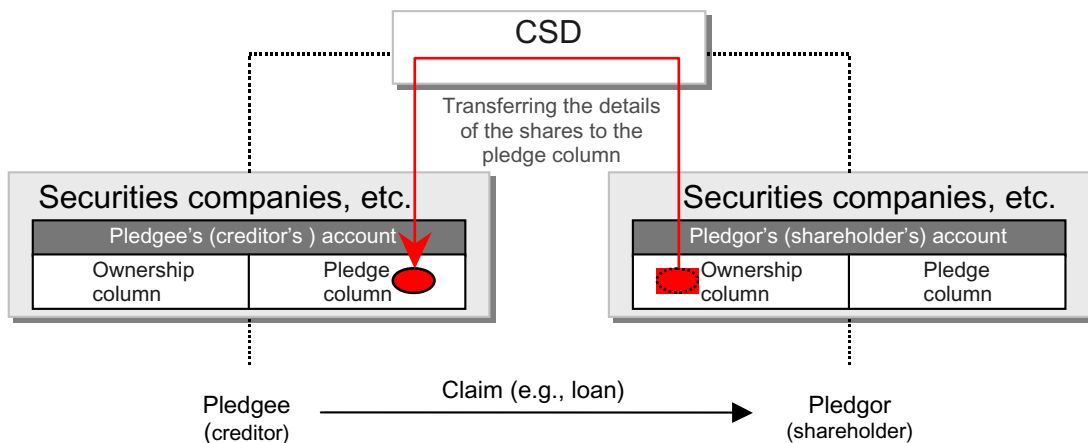 CSD
Transferring the details
of the shares to the
pledge column
Securities companies, etc.
Pledgee's (creditor's ) account
Ownership
column
Pledge
column
Securities companies, etc.
Pledgor's (shareholder's) account
Ownership
column
Pledge
column
Claim (e.g., loan)
Pledgee
(creditor)
Pledgor
(shareholder)